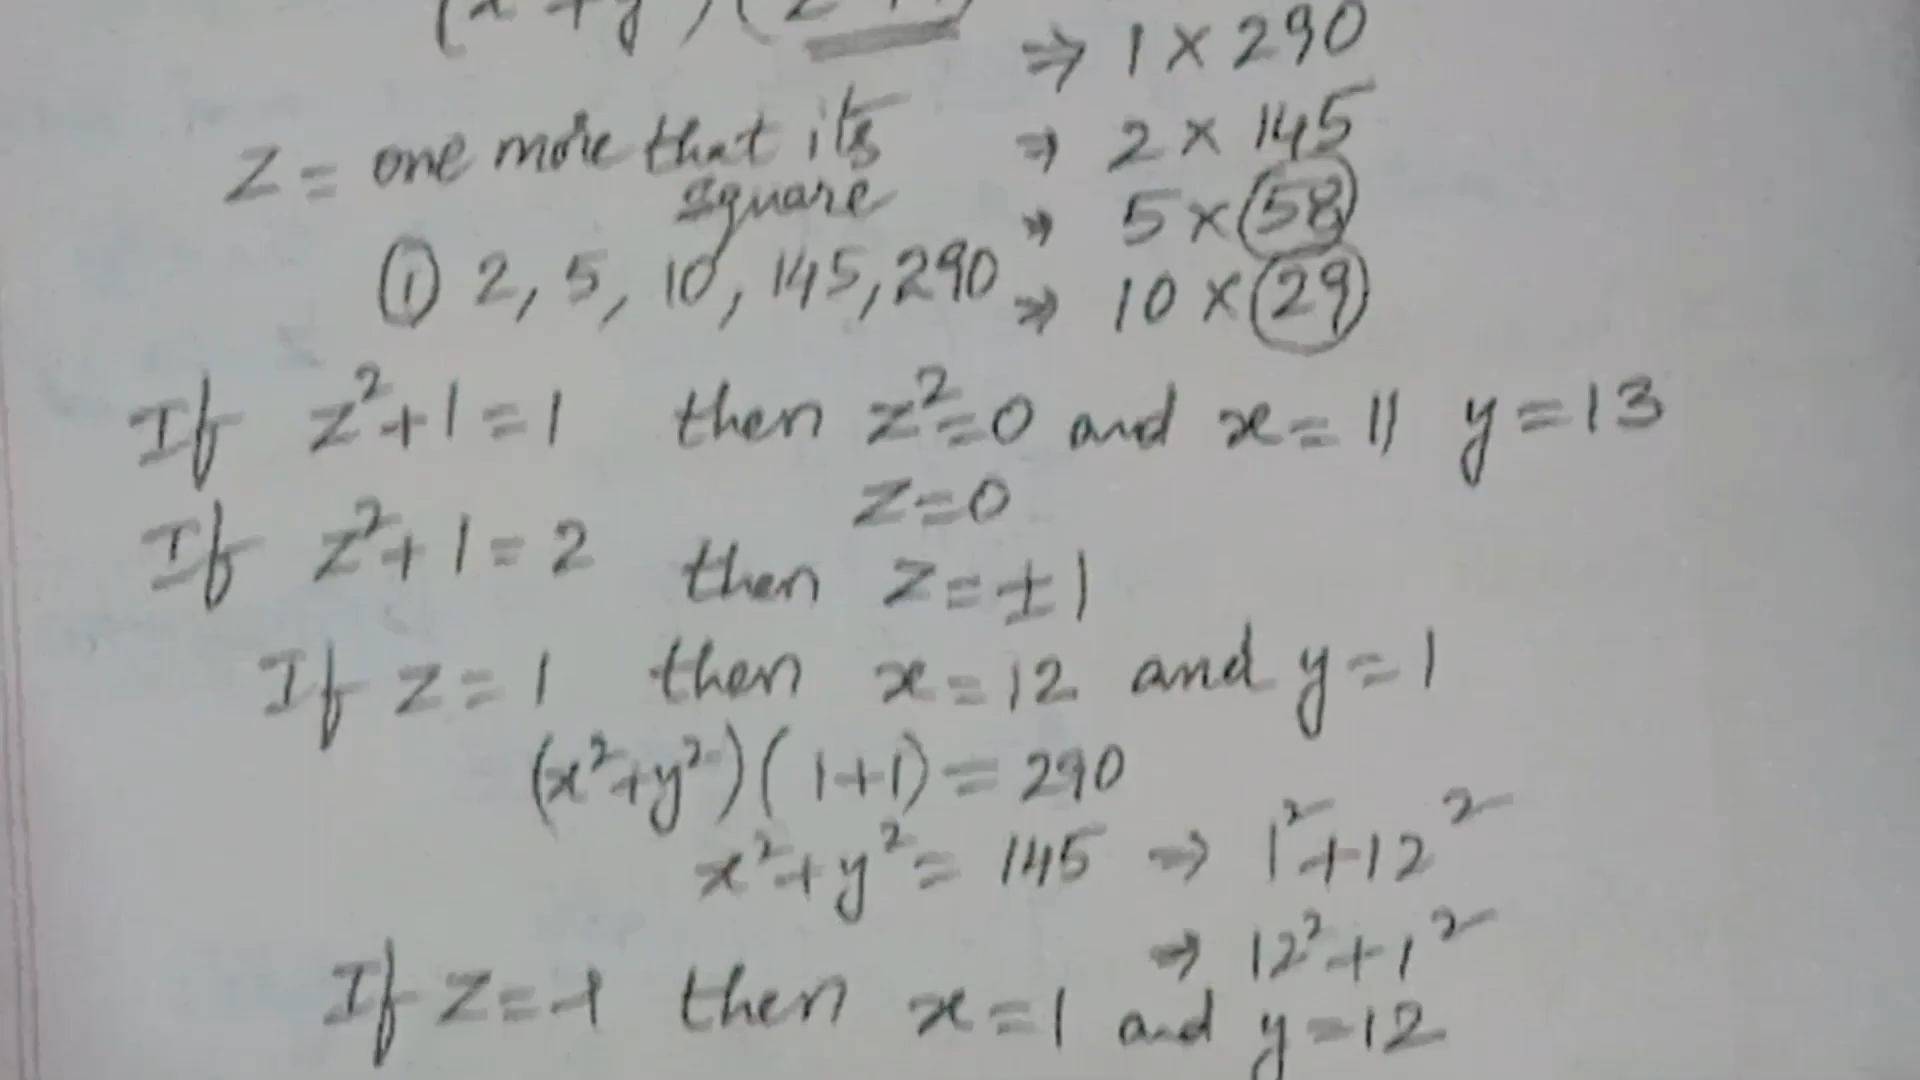 ⇒ 1 × 290
z = one more that its square
⇒ 2 × 145
⇒ 5 × 58
① 2, 5, 10, 145, 290
⇒ 10 × 29
If z²+1=1 then z²=0 and x=11 y=13
z=0
If z²+1=2 then z=±1
If z=1 then x=12 and y=1
(x²+y²)(1+1)=290
x²+y²=145 ⇒ 1²+12²
⇒ 12²+1²
If z=-1 then x=1 and y=12